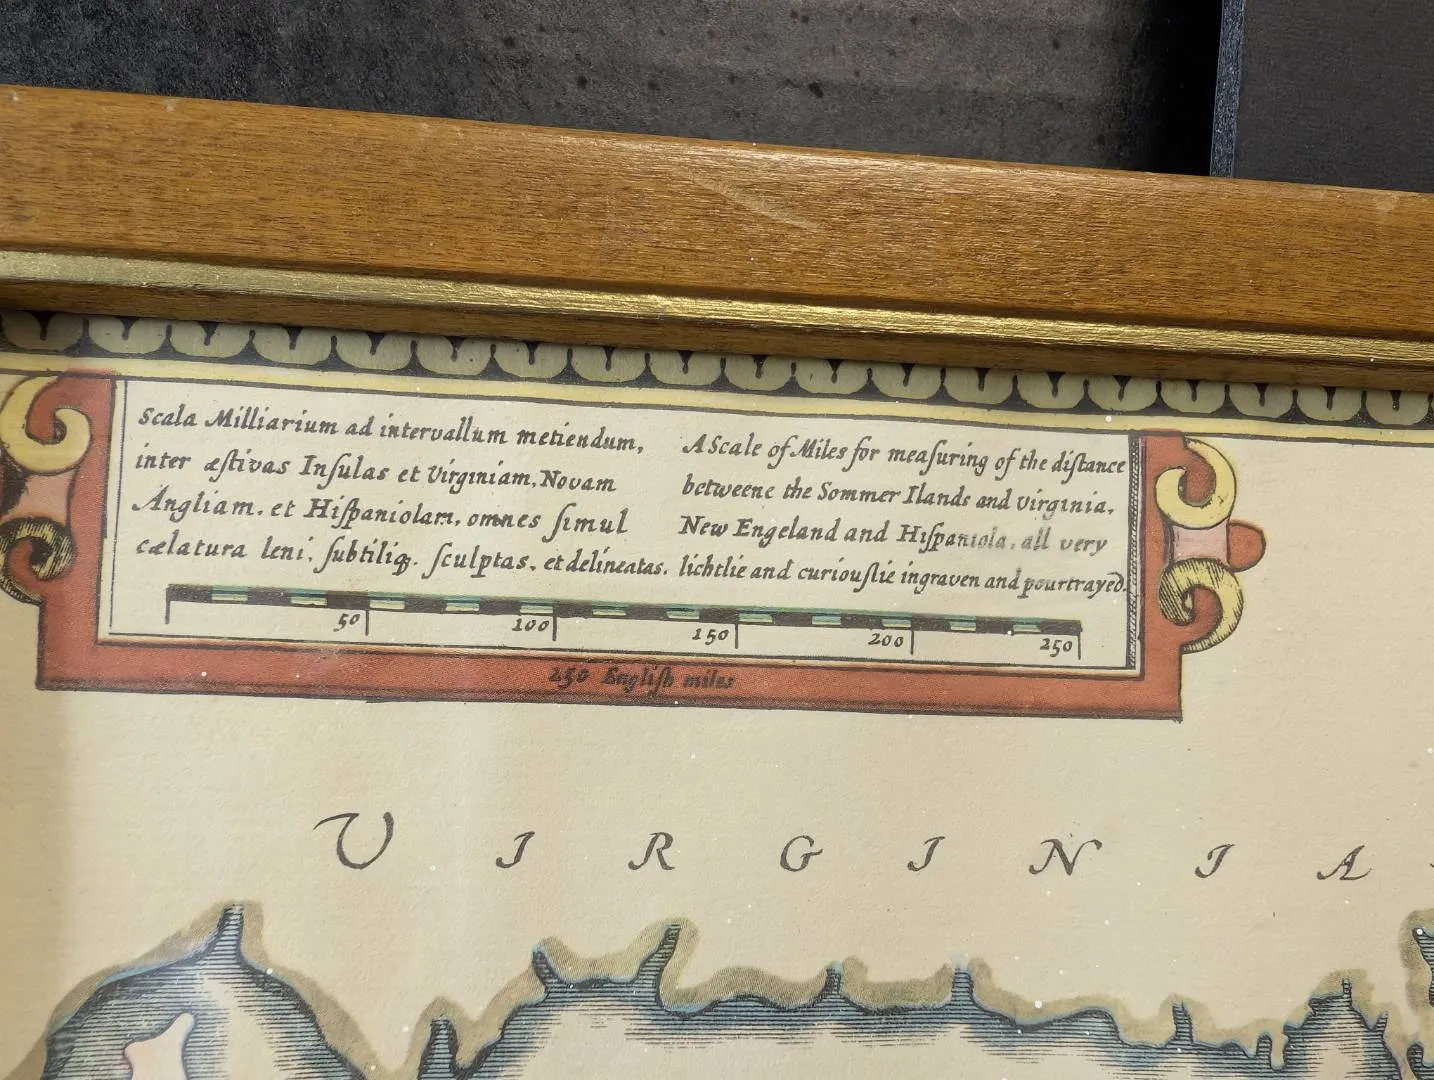 Scala Milliarium ad intervallum metiendum,
inter æſtivas Inſulas et Virginiam, Novam
Angliam, et Hiſpaniolam, omnes ſimul
cælatura leni, ſubtiliq. ſculptas, et delineatas.
A Scale of Miles for meaſuring of the diſtance
betweene the Sommer Ilands and Virginia,
New Engeland and Hiſpaniola, all very
lichtlie and curiouſlie ingraven and pourtrayed.
50 100 150 200 250
250 Engliſh miles
VIRGINIA